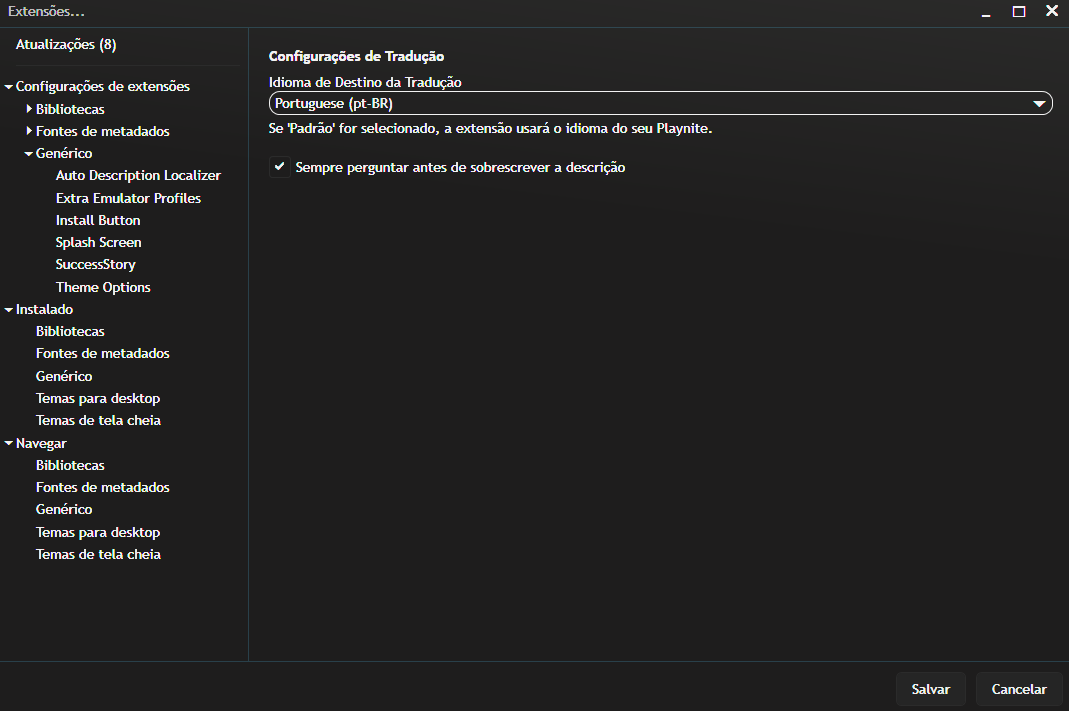 Extensões...
Atualizações (8)
Configurações de extensões
Bibliotecas
Fontes de metadados
Genérico
Auto Description Localizer
Extra Emulator Profiles
Install Button
Splash Screen
SuccessStory
Theme Options
Instalado
Bibliotecas
Fontes de metadados
Genérico
Temas para desktop
Temas de tela cheia
Navegar
Bibliotecas
Fontes de metadados
Genérico
Temas para desktop
Temas de tela cheia
Configurações de Tradução
Idioma de Destino da Tradução
Portuguese (pt-BR)
Se 'Padrão' for selecionado, a extensão usará o idioma do seu Playnite.
Sempre perguntar antes de sobrescrever a descrição
Salvar
Cancelar